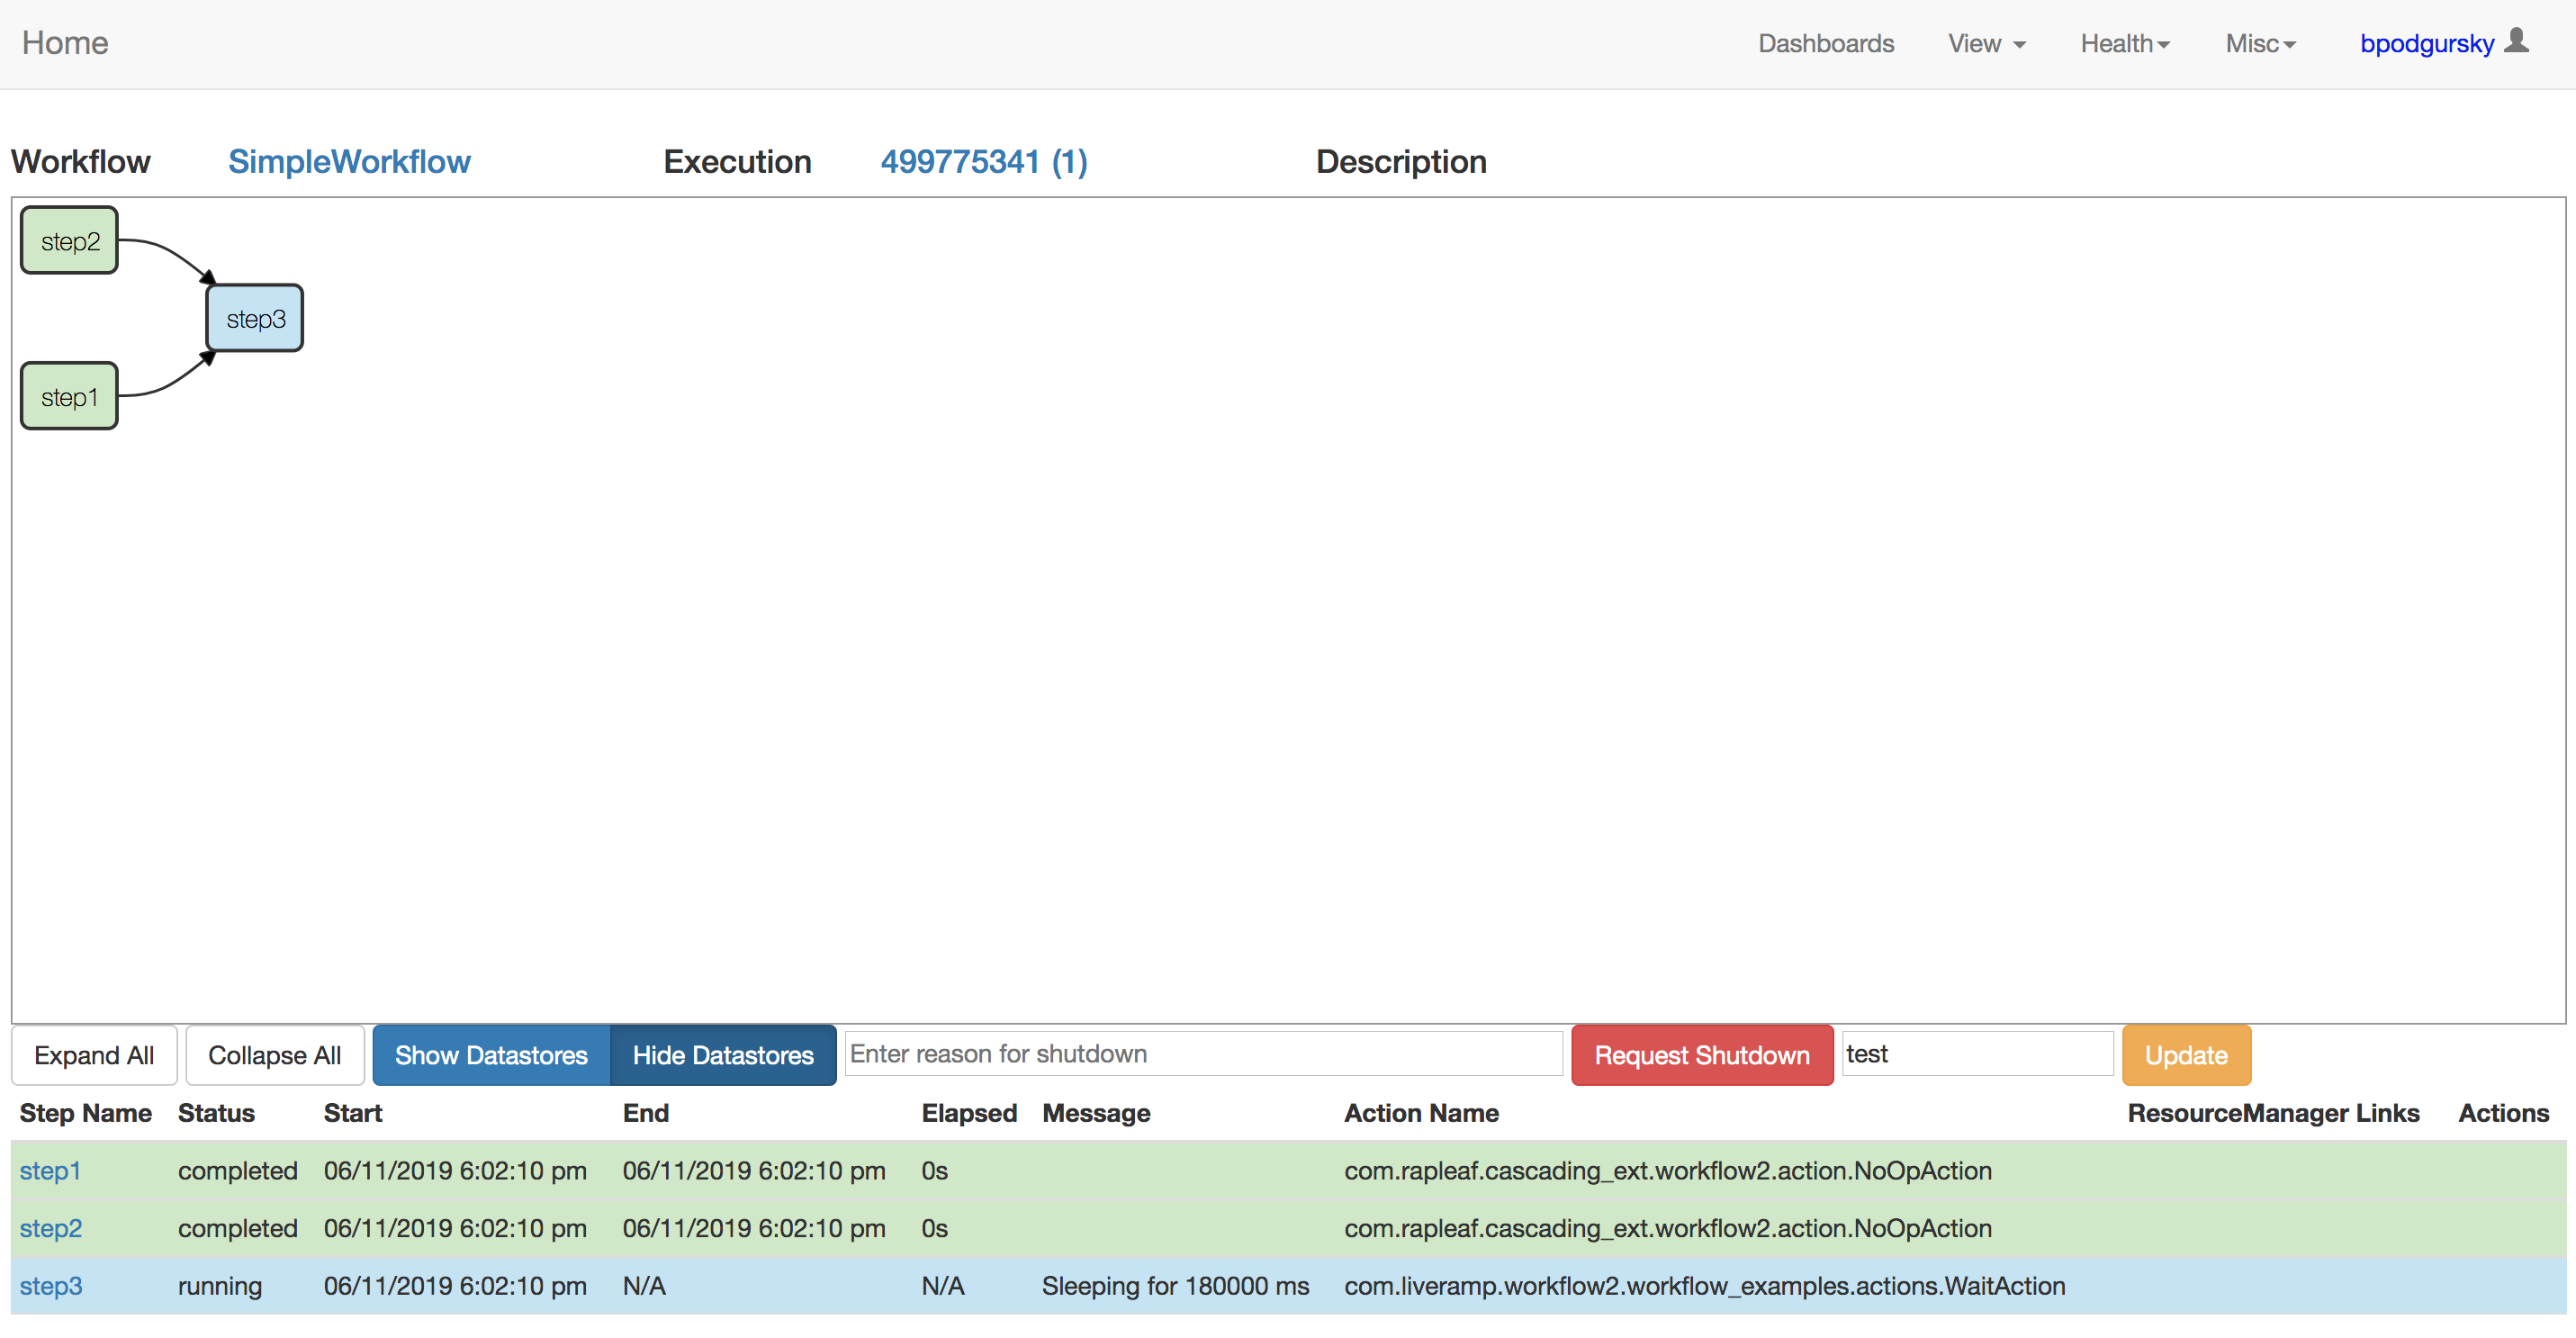 Home Dashboards View Health Misc bpodgursky
Workflow SimpleWorkflow Execution 499775341 (1) Description
step2
step3
step1
Expand All Collapse All Show Datastores Hide Datastores Enter reason for shutdown Request Shutdown test Update
Step Name Status Start End Elapsed Message Action Name ResourceManager Links Actions
step1 completed 06/11/2019 6:02:10 pm 06/11/2019 6:02:10 pm 0s com.rapleaf.cascading_ext.workflow2.action.NoOpAction
step2 completed 06/11/2019 6:02:10 pm 06/11/2019 6:02:10 pm 0s com.rapleaf.cascading_ext.workflow2.action.NoOpAction
step3 running 06/11/2019 6:02:10 pm N/A N/A Sleeping for 180000 ms com.liveramp.workflow2.workflow_examples.actions.WaitAction